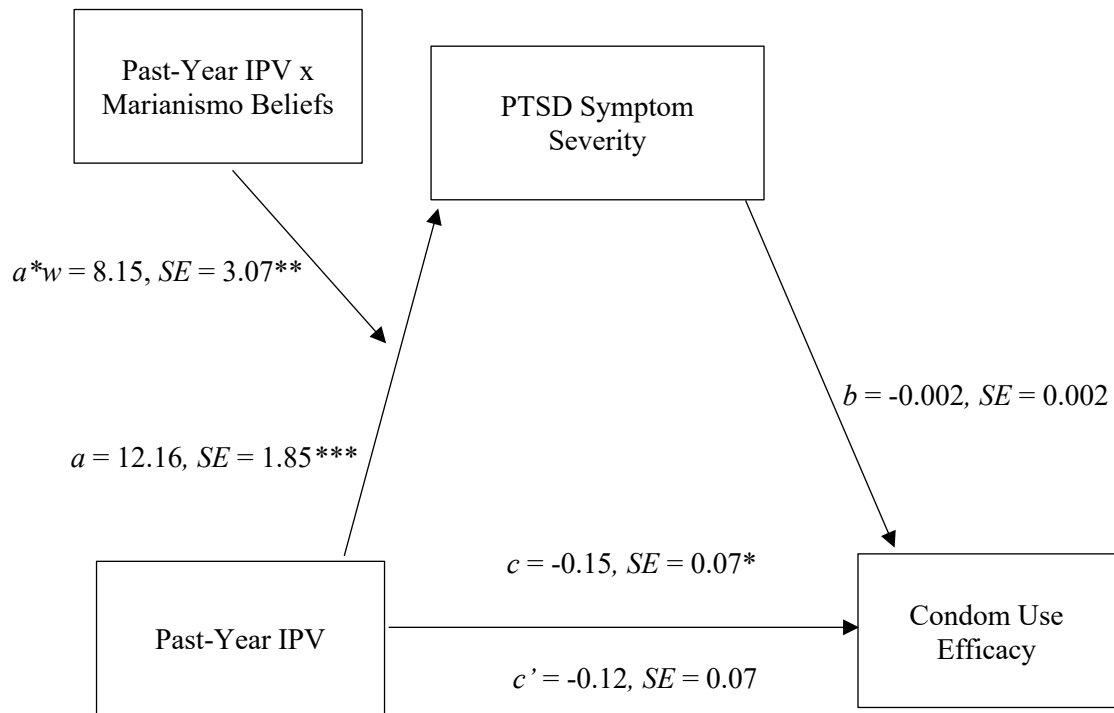 Past-Year IPV x
Marianismo Beliefs
PTSD Symptom
Severity
a*w = 8.15, SE = 3.07**
b = -0.002, SE = 0.002
a = 12.16, SE = 1.85***
c = -0.15, SE = 0.07*
Past-Year IPV
Condom Use
Efficacy
c’ = -0.12, SE = 0.07